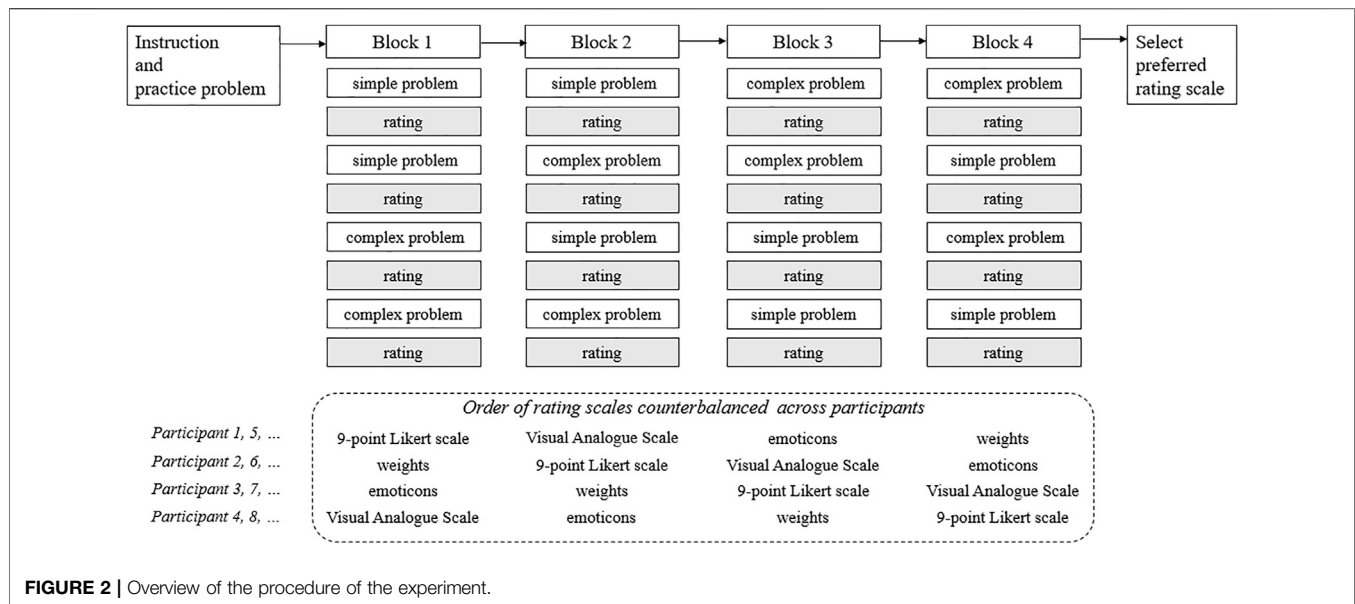 Instruction
and
practice problem
Block 1
Block 2
Block 3
Block 4
Select
preferred
rating scale
simple problem
simple problem
complex problem
complex problem
rating
rating
rating
rating
simple problem
complex problem
complex problem
simple problem
rating
rating
rating
rating
complex problem
simple problem
simple problem
complex problem
rating
rating
rating
rating
complex problem
complex problem
simple problem
simple problem
rating
rating
rating
rating
Order of rating scales counterbalanced across participants
Participant 1, 5, ... 9-point Likert scale Visual Analogue Scale emoticons weights
Participant 2, 6, ... weights 9-point Likert scale Visual Analogue Scale emoticons
Participant 3, 7, ... emoticons weights 9-point Likert scale Visual Analogue Scale
Participant 4, 8, ... Visual Analogue Scale emoticons weights 9-point Likert scale
FIGURE 2 | Overview of the procedure of the experiment.